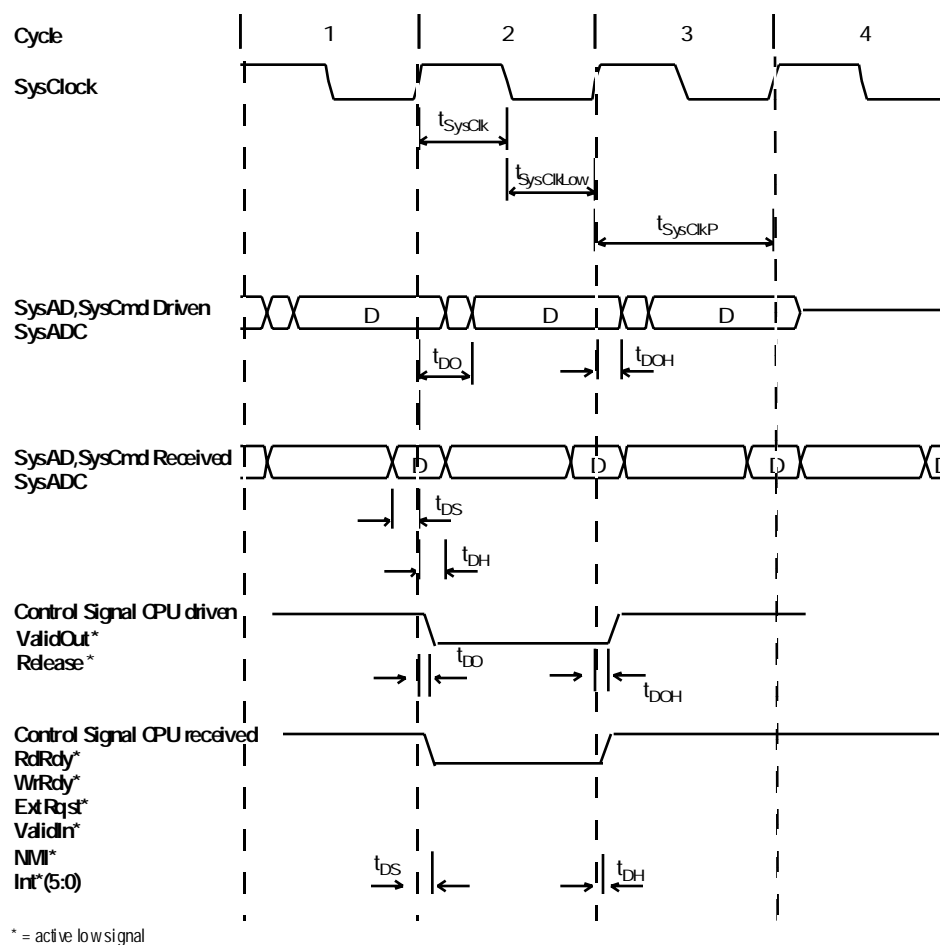 Cycle 1 2 3 4
SysClock
tSysClk
tSysClkLow
tSysClkP
SysAD,SysCmd Driven D D D
SysADC
tDO tDOH
SysAD,SysCmd Received D D D D
SysADC
tDS
tDH
Control Signal CPU driven
ValidOut*
Release* tDO
tDOH
Control Signal CPU received
RdRdy*
WrRdy*
ExtRqst*
ValidIn*
NMI* tDS tDH
Int*(5:0)
* = active low signal